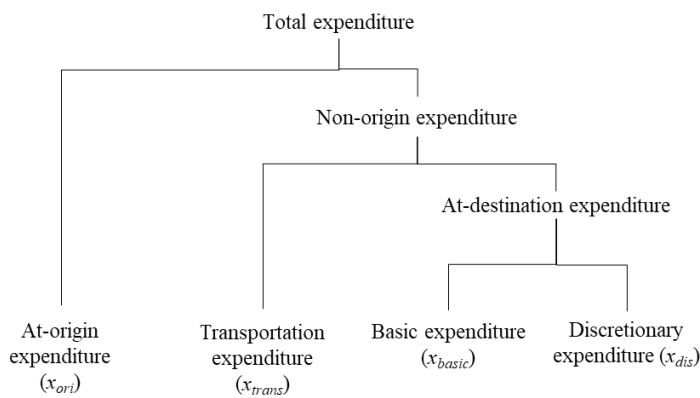 Total expenditure
Non-origin expenditure
At-destination expenditure
At-origin
expenditure
(x_ori)
Transportation
expenditure
(x_trans)
Basic expenditure
(x_basic)
Discretionary
expenditure (x_dis)